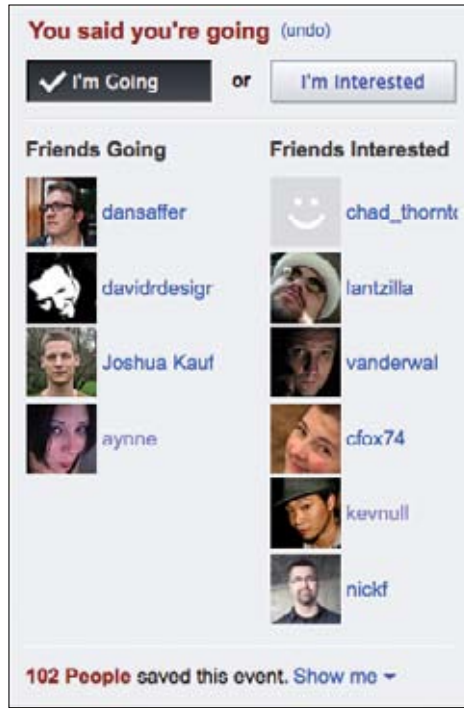 You said you're going (undo)
✓ I'm Going or I'm Interested
Friends Going
dansaffer
davidrdesigr
Joshua Kauf
aynne
Friends Interested
chad_thornt
lantzilla
vanderwal
cfox74
kevnull
nickf
102 People saved this event. Show me